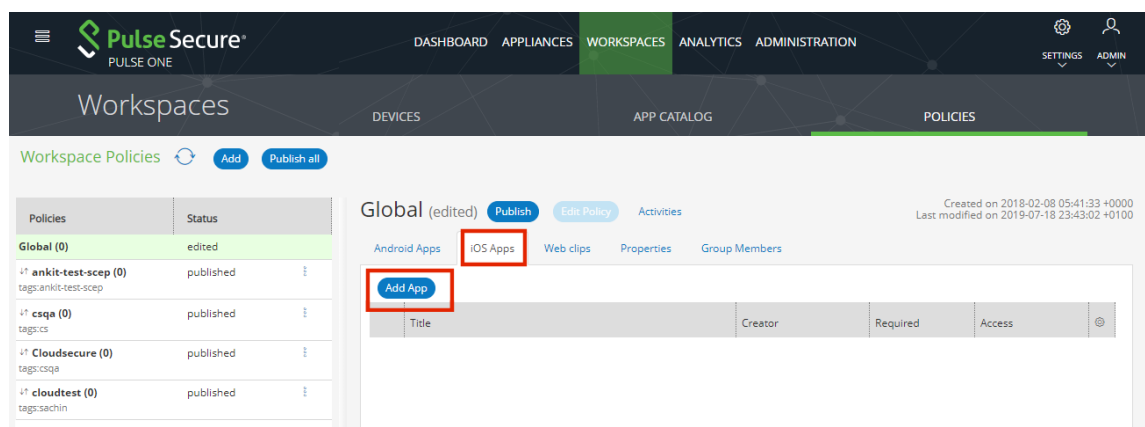 Pulse Secure®
PULSE ONE
DASHBOARD APPLIANCES WORKSPACES ANALYTICS ADMINISTRATION
SETTINGS ADMIN
Workspaces
DEVICES APP CATALOG POLICIES
Workspace Policies Add Publish all
Policies Status
Global (0) edited
ankit-test-scep (0) published
tags:ankit-test-scep
csqa (0) published
tags:cs
Cloudsecure (0) published
tags:csqa
cloudtest (0) published
tags:sachin
Global (edited) Publish Edit Policy Activities
Created on 2018-02-08 05:41:33 +0000
Last modified on 2019-07-18 23:43:02 +0100
Android Apps iOS Apps Web clips Properties Group Members
Add App
Title Creator Required Access